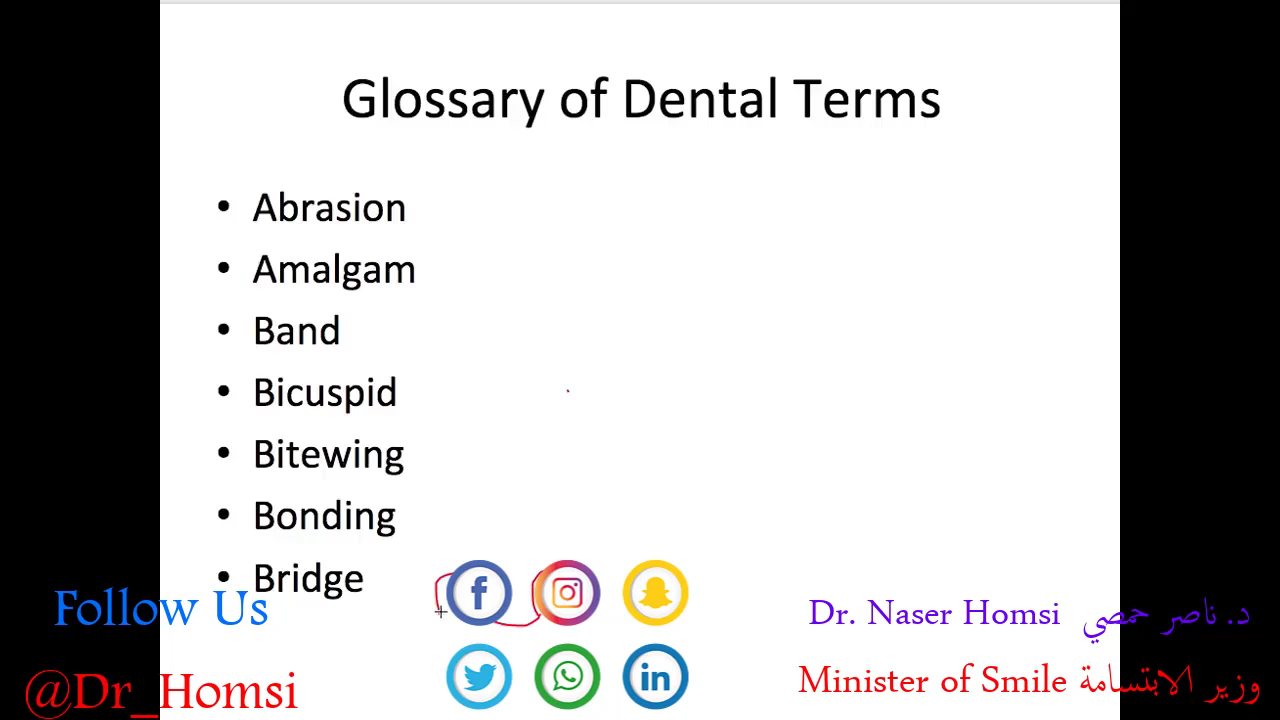 Glossary of Dental Terms
• Abrasion
• Amalgam
• Band
• Bicuspid
• Bitewing
• Bonding
• Bridge
Follow Us
@Dr_Homsi
Dr. Naser Homsi د. ناصر حمصي
Minister of Smile وزير الابتسامة